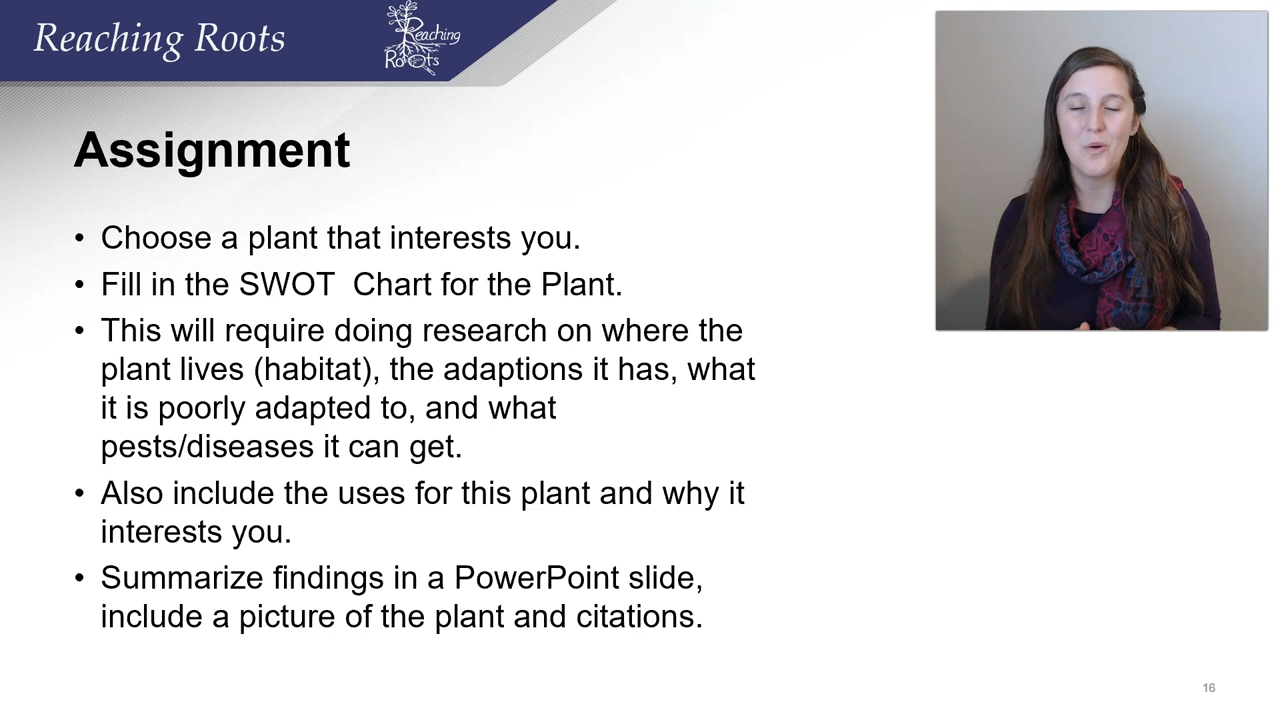 Reaching Roots
Reaching
Roots
Assignment
• Choose a plant that interests you.
• Fill in the SWOT  Chart for the Plant.
• This will require doing research on where the
plant lives (habitat), the adaptions it has, what
it is poorly adapted to, and what
pests/diseases it can get.
• Also include the uses for this plant and why it
interests you.
• Summarize findings in a PowerPoint slide,
include a picture of the plant and citations.
16